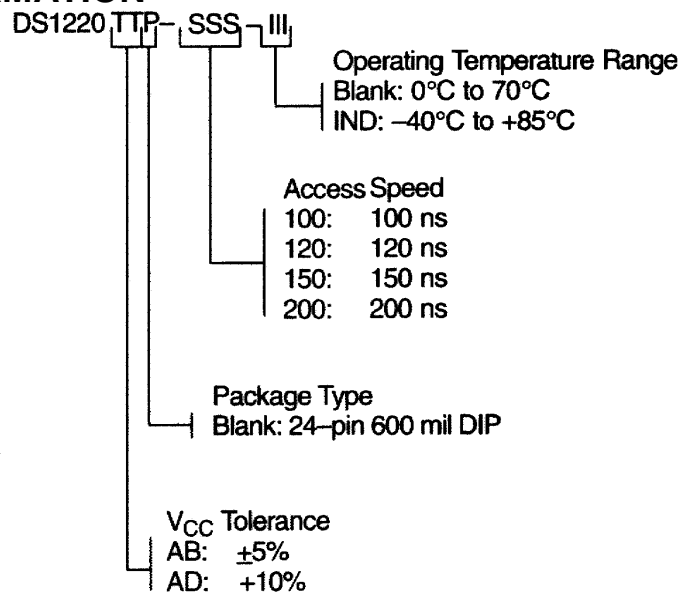 DS1220 TTP– SSS –III
Operating Temperature Range
Blank: 0°C to 70°C
IND: –40°C to +85°C
Access Speed
100: 100 ns
120: 120 ns
150: 150 ns
200: 200 ns
Package Type
Blank: 24–pin 600 mil DIP
VCC Tolerance
AB: ±5%
AD: +10%